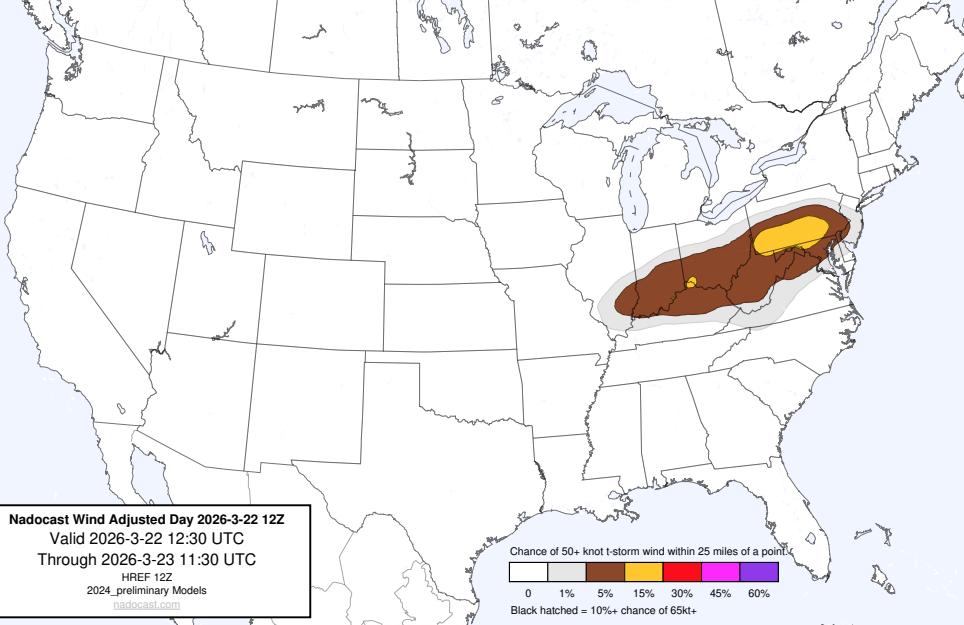 Nadocast Wind Adjusted Day 2026-3-22 12Z
Valid 2026-3-22 12:30 UTC
Through 2026-3-23 11:30 UTC
HREF 12Z
2024_preliminary Models
nadocast.com
Chance of 50+ knot t-storm wind within 25 miles of a point.
0 1% 5% 15% 30% 45% 60%
Black hatched = 10%+ chance of 65kt+